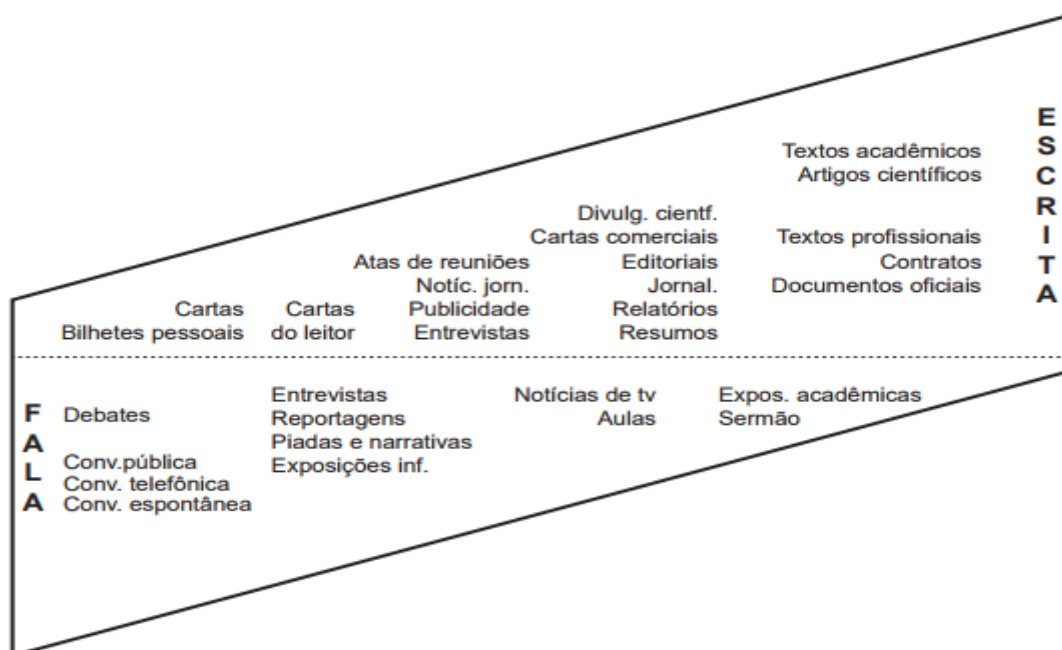 ESCRITA
Textos acadêmicos
Artigos científicos
Divulg. cientf.
Cartas comerciais
Textos profissionais
Atas de reuniões
Editoriais
Contratos
Notíc. jorn.
Jornal.
Documentos oficiais
Cartas
Cartas
Publicidade
Relatórios
Bilhetes pessoais
do leitor
Entrevistas
Resumos
FALA
Debates
Conv.pública
Conv. telefônica
Conv. espontânea
Entrevistas
Reportagens
Piadas e narrativas
Exposições inf.
Notícias de tv
Aulas
Expos. acadêmicas
Sermão